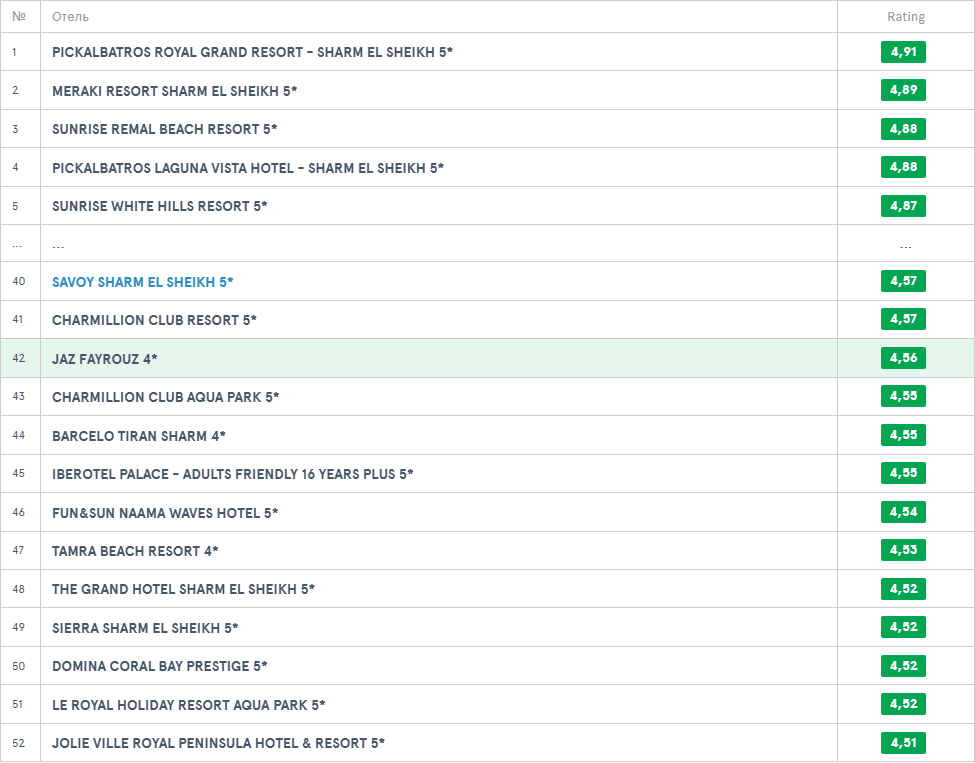 № Отель Rating
1 PICKALBATROS ROYAL GRAND RESORT - SHARM EL SHEIKH 5* 4,91
2 MERAKI RESORT SHARM EL SHEIKH 5* 4,89
3 SUNRISE REMAL BEACH RESORT 5* 4,88
4 PICKALBATROS LAGUNA VISTA HOTEL - SHARM EL SHEIKH 5* 4,88
5 SUNRISE WHITE HILLS RESORT 5* 4,87
... ... ...
40 SAVOY SHARM EL SHEIKH 5* 4,57
41 CHARMILLION CLUB RESORT 5* 4,57
42 JAZ FAYROUZ 4* 4,56
43 CHARMILLION CLUB AQUA PARK 5* 4,55
44 BARCELO TIRAN SHARM 4* 4,55
45 IBEROTEL PALACE - ADULTS FRIENDLY 16 YEARS PLUS 5* 4,55
46 FUN&SUN NAAMA WAVES HOTEL 5* 4,54
47 TAMRA BEACH RESORT 4* 4,53
48 THE GRAND HOTEL SHARM EL SHEIKH 5* 4,52
49 SIERRA SHARM EL SHEIKH 5* 4,52
50 DOMINA CORAL BAY PRESTIGE 5* 4,52
51 LE ROYAL HOLIDAY RESORT AQUA PARK 5* 4,52
52 JOLIE VILLE ROYAL PENINSULA HOTEL & RESORT 5* 4,51